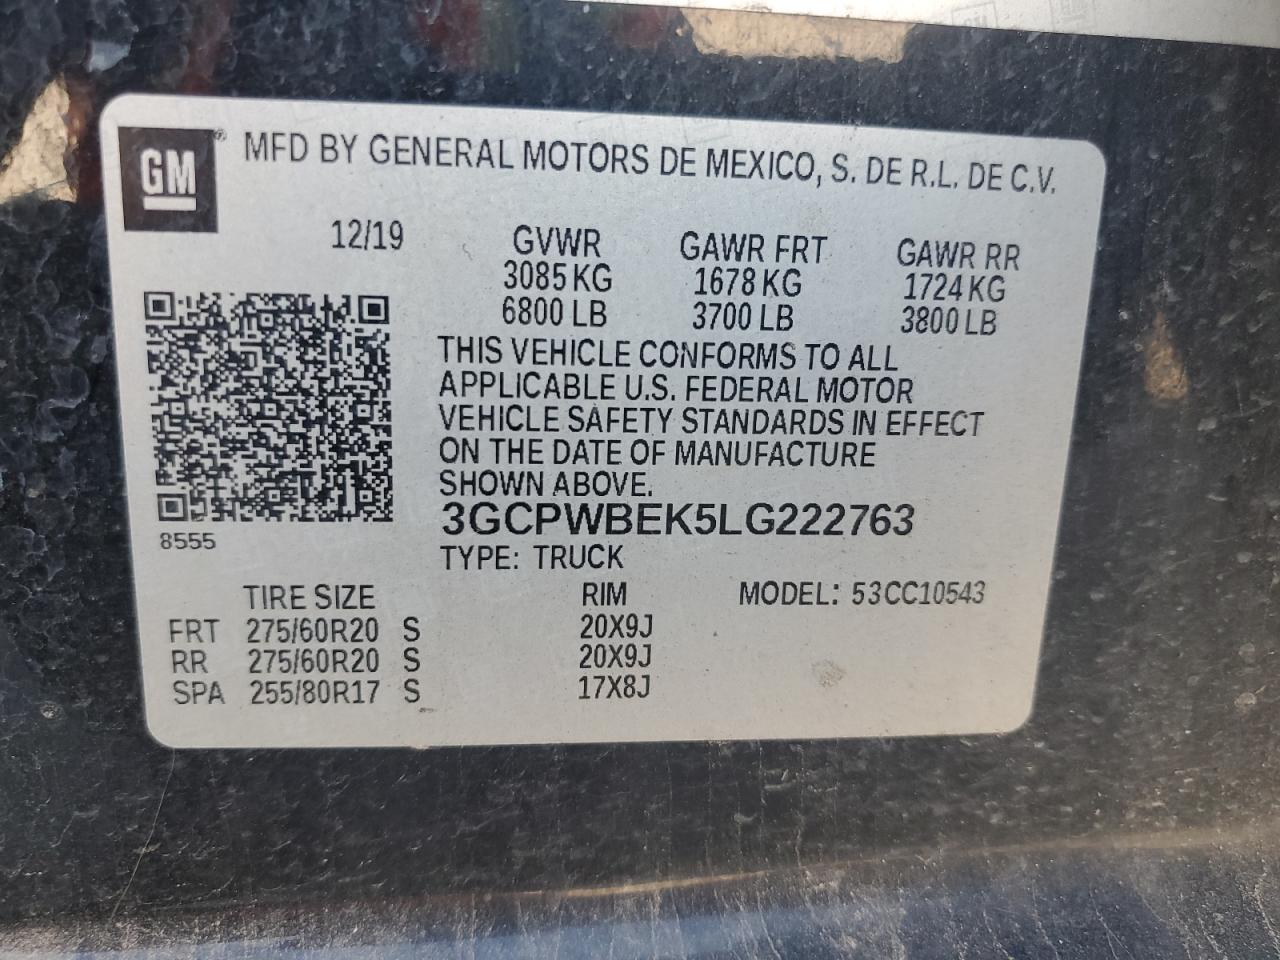 GM ® MFD BY GENERAL MOTORS DE MEXICO, S. DE R.L. DE C.V.
12/19 GVWR GAWR FRT GAWR RR
3085 KG 1678 KG 1724 KG
6800 LB 3700 LB 3800 LB
THIS VEHICLE CONFORMS TO ALL
APPLICABLE U.S. FEDERAL MOTOR
VEHICLE SAFETY STANDARDS IN EFFECT
ON THE DATE OF MANUFACTURE
SHOWN ABOVE.
3GCPWBEK5LG222763
8555
TYPE: TRUCK
TIRE SIZE RIM MODEL: 53CC10543
FRT 275/60R20 S 20X9J
RR 275/60R20 S 20X9J
SPA 255/80R17 S 17X8J